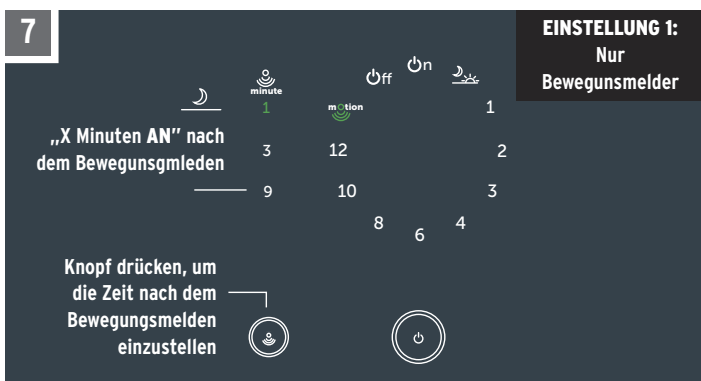 7
EINSTELLUNG 1:
Nur
Bewegunsmelder
minute
1
3
9
„X Minuten AN" nach
dem Bewegunsgmleden
Off
On
motion
1
12
2
10
3
8
6
4
Knopf drücken, um
die Zeit nach dem
Bewegungsmelden
einzustellen